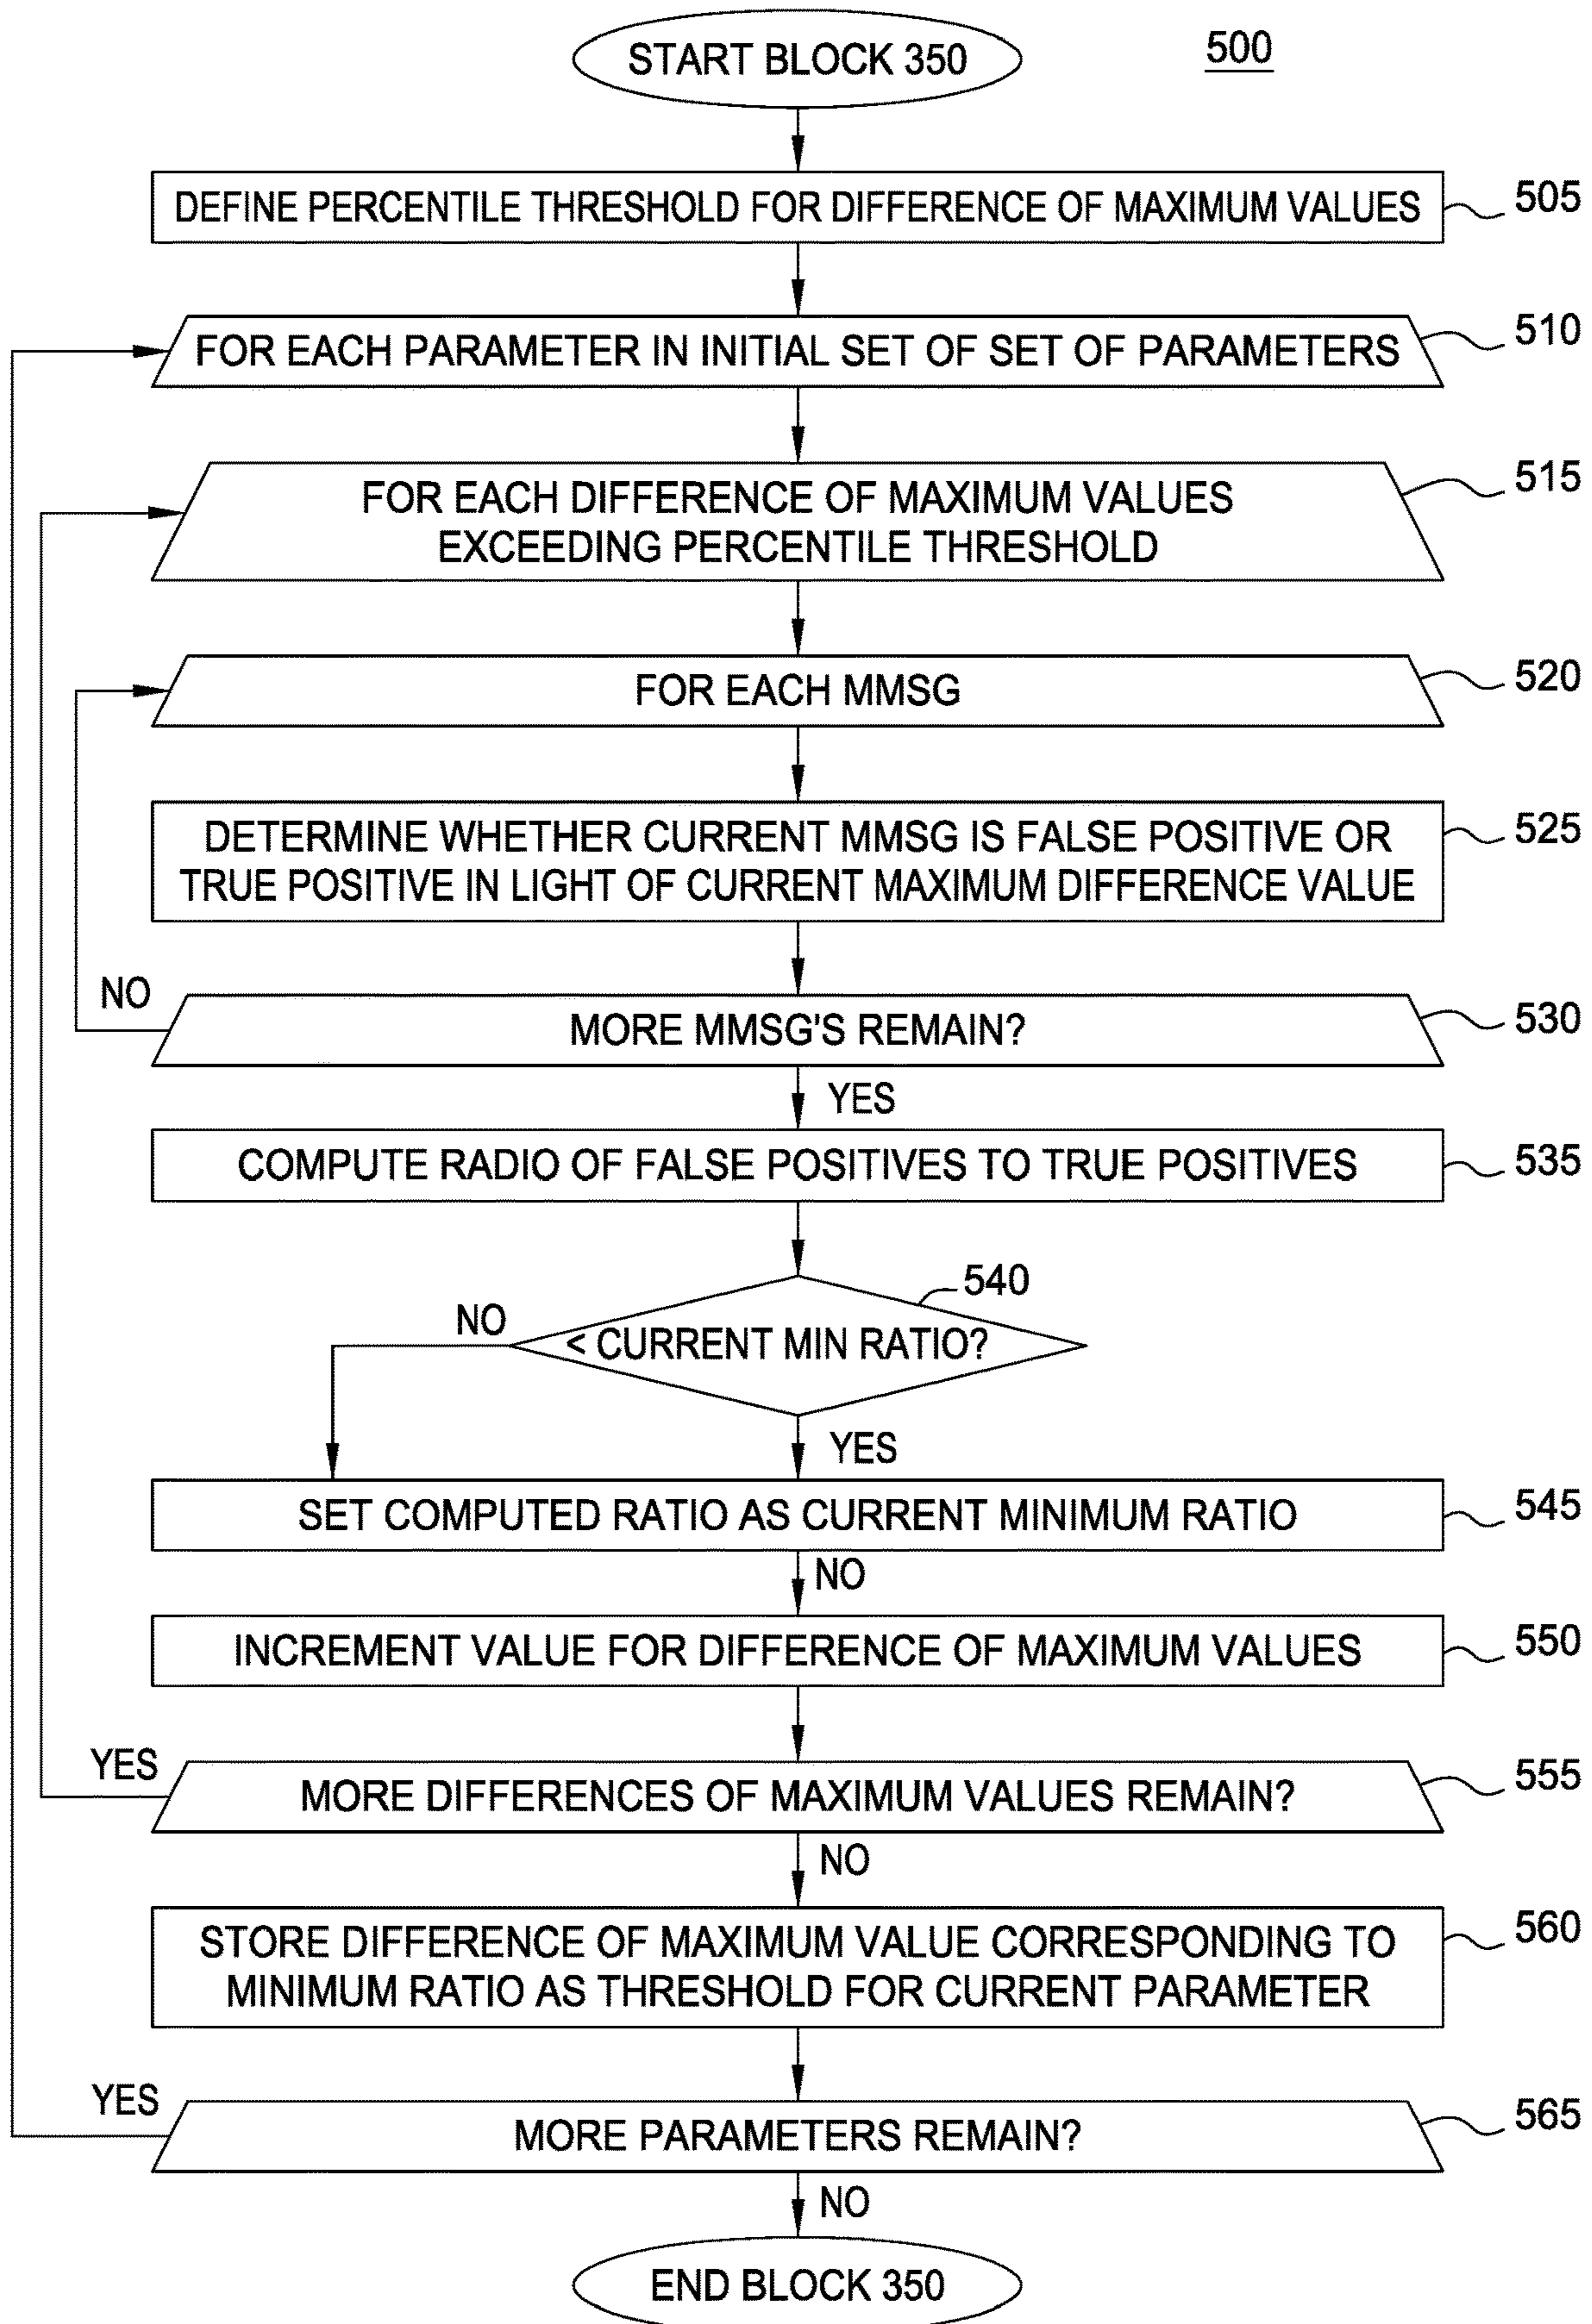 START BLOCK 350
500
DEFINE PERCENTILE THRESHOLD FOR DIFFERENCE OF MAXIMUM VALUES
505
FOR EACH PARAMETER IN INITIAL SET OF SET OF PARAMETERS
510
FOR EACH DIFFERENCE OF MAXIMUM VALUES
EXCEEDING PERCENTILE THRESHOLD
515
FOR EACH MMSG
520
DETERMINE WHETHER CURRENT MMSG IS FALSE POSITIVE OR
TRUE POSITIVE IN LIGHT OF CURRENT MAXIMUM DIFFERENCE VALUE
525
NO
MORE MMSG'S REMAIN?
530
YES
COMPUTE RADIO OF FALSE POSITIVES TO TRUE POSITIVES
535
540
NO
< CURRENT MIN RATIO?
YES
SET COMPUTED RATIO AS CURRENT MINIMUM RATIO
545
NO
INCREMENT VALUE FOR DIFFERENCE OF MAXIMUM VALUES
550
YES
MORE DIFFERENCES OF MAXIMUM VALUES REMAIN?
555
NO
STORE DIFFERENCE OF MAXIMUM VALUE CORRESPONDING TO
MINIMUM RATIO AS THRESHOLD FOR CURRENT PARAMETER
560
YES
MORE PARAMETERS REMAIN?
565
NO
END BLOCK 350